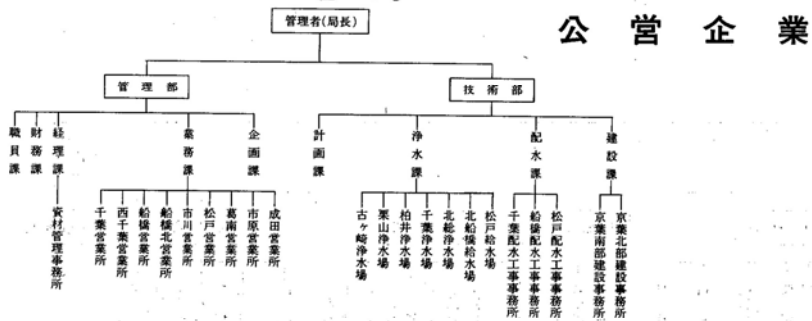 公営企業
管理者(局長)
管理部
技術部
職員課
財務課
経理課
業務課
企画課
計画課
浄水課
配水課
建設課
資材管理事務所
千葉営業所
西千葉営業所
船橋営業所
船橋北営業所
市川営業所
松戸営業所
葛南営業所
市原営業所
成田営業所
古ヶ崎浄水場
栗山浄水場
柏井浄水場
千葉浄水場
北総浄水場
北船橋給水場
松戸給水場
千葉配水工事事務所
船橋配水工事事務所
松戸配水工事事務所
京葉南部建設事務所
京葉北部建設事務所